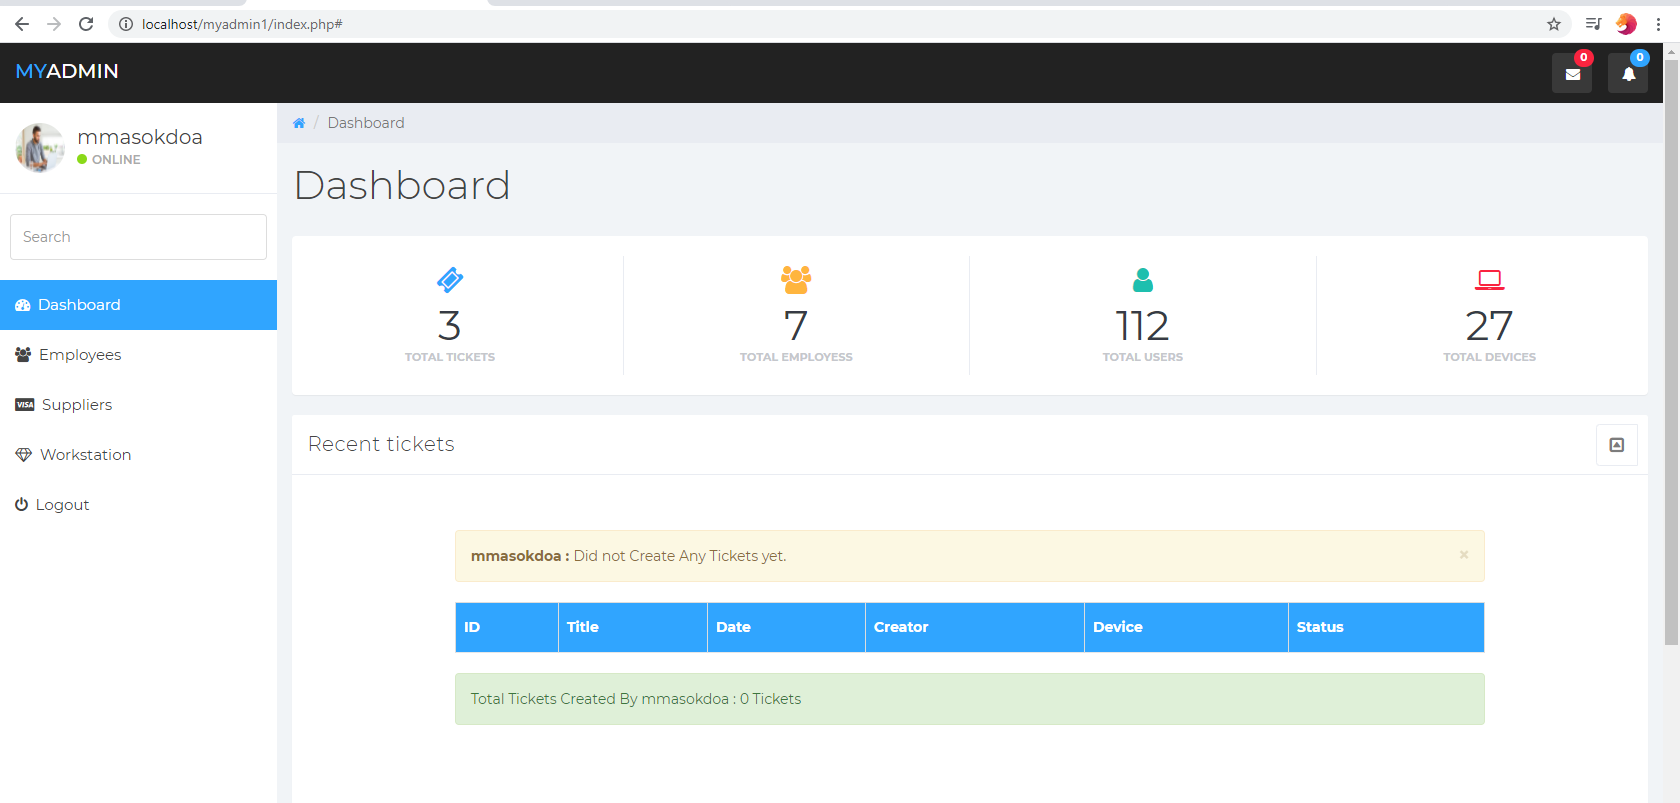 localhost/myadmin1/index.php#
MYADMIN
0
0
mmasokdoa
ONLINE
Search
Dashboard
Employees
VISA Suppliers
Workstation
Logout
/ Dashboard
Dashboard
3
TOTAL TICKETS
7
TOTAL EMPLOYESS
112
TOTAL USERS
27
TOTAL DEVICES
Recent tickets
mmasokdoa : Did not Create Any Tickets yet.
×
ID Title Date Creator Device Status
Total Tickets Created By mmasokdoa : 0 Tickets